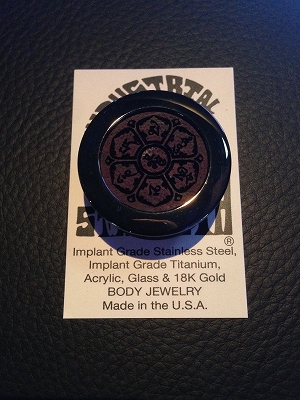 Implant Grade Stainless Steel,
Implant Grade Titanium,
Acrylic, Glass & 18K Gold
BODY JEWELRY
Made in the U.S.A.